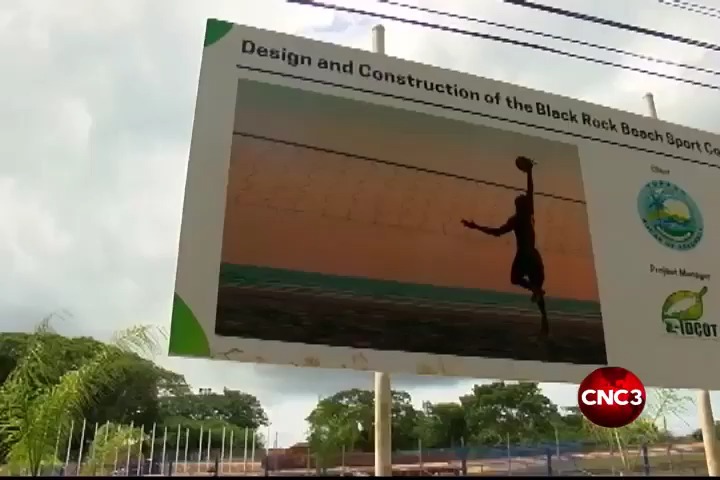 Design and Construction of the Black Rock Beach Sport Co
Client
Project Manager
e-IDCOT
CNC3